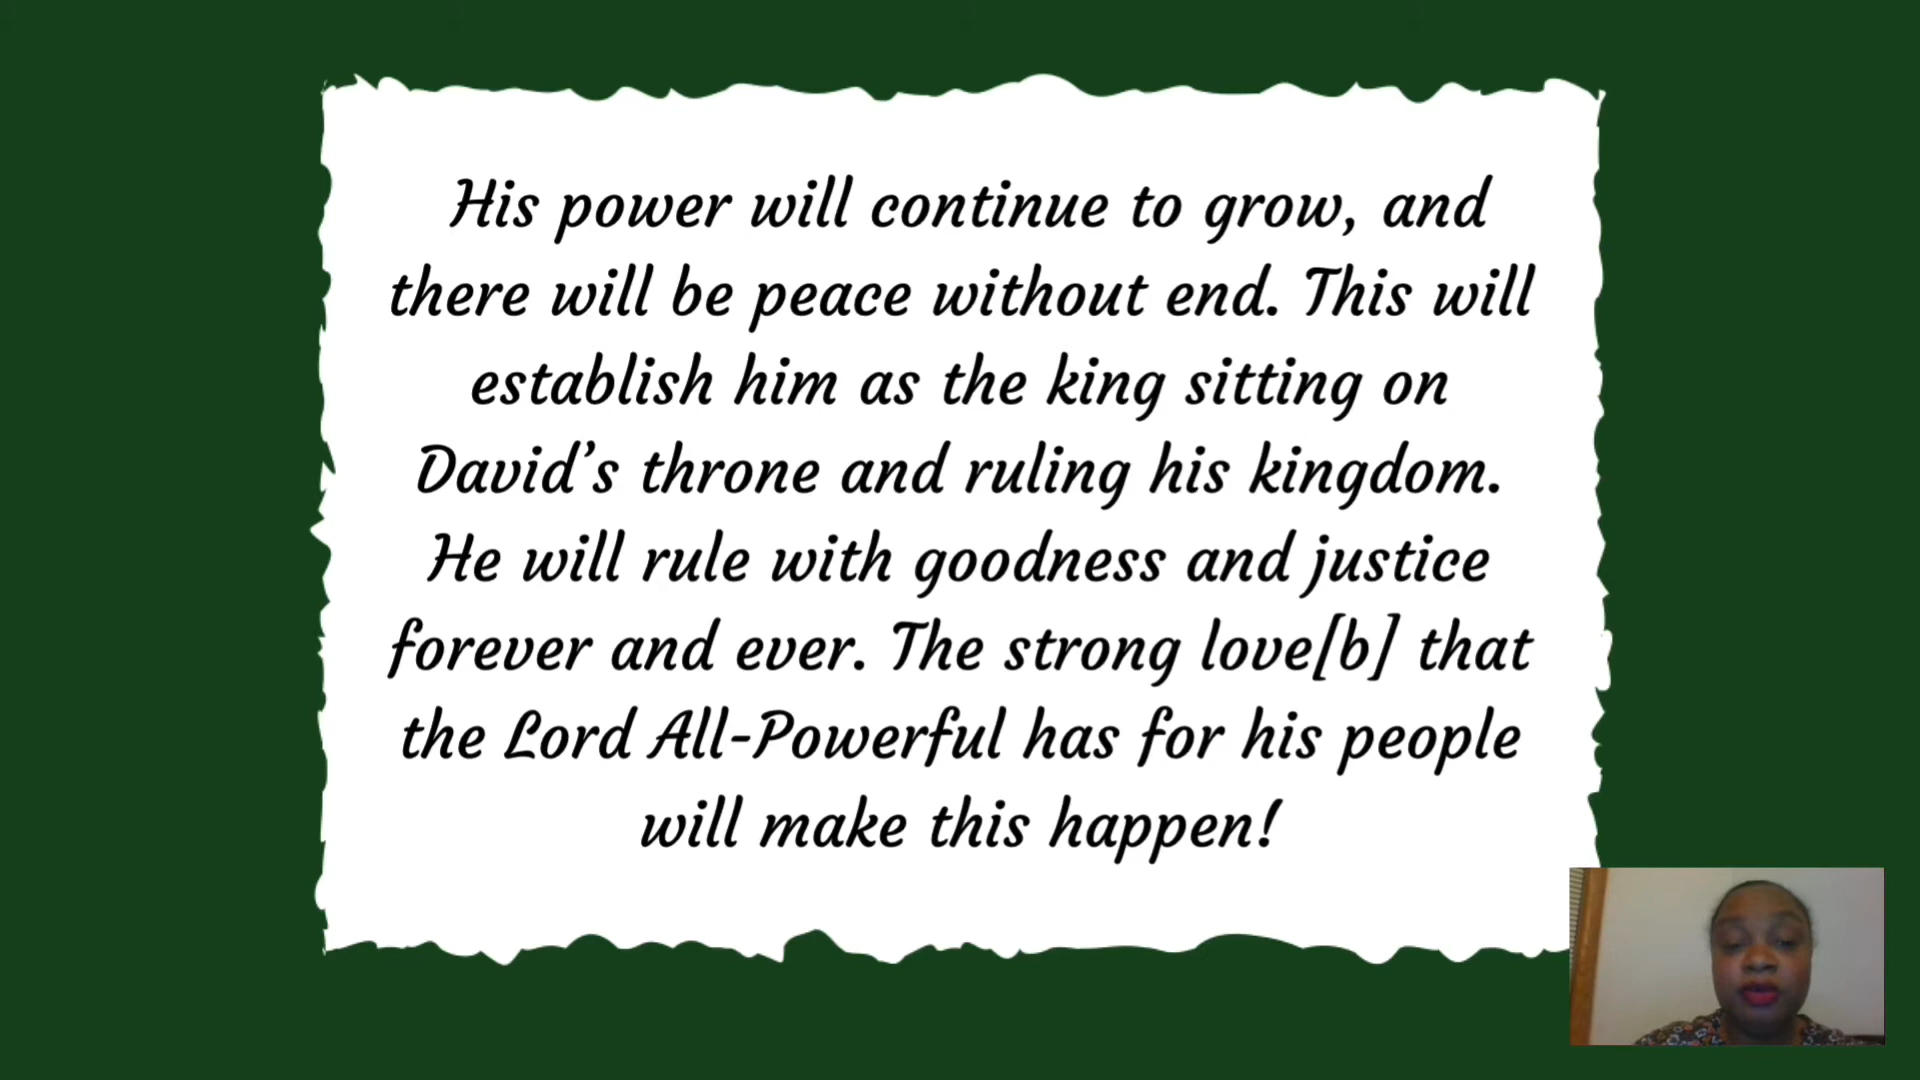 His power will continue to grow, and
there will be peace without end. This will
establish him as the king sitting on
David’s throne and ruling his kingdom.
He will rule with goodness and justice
forever and ever. The strong love[b] that
the Lord All-Powerful has for his people
will make this happen!